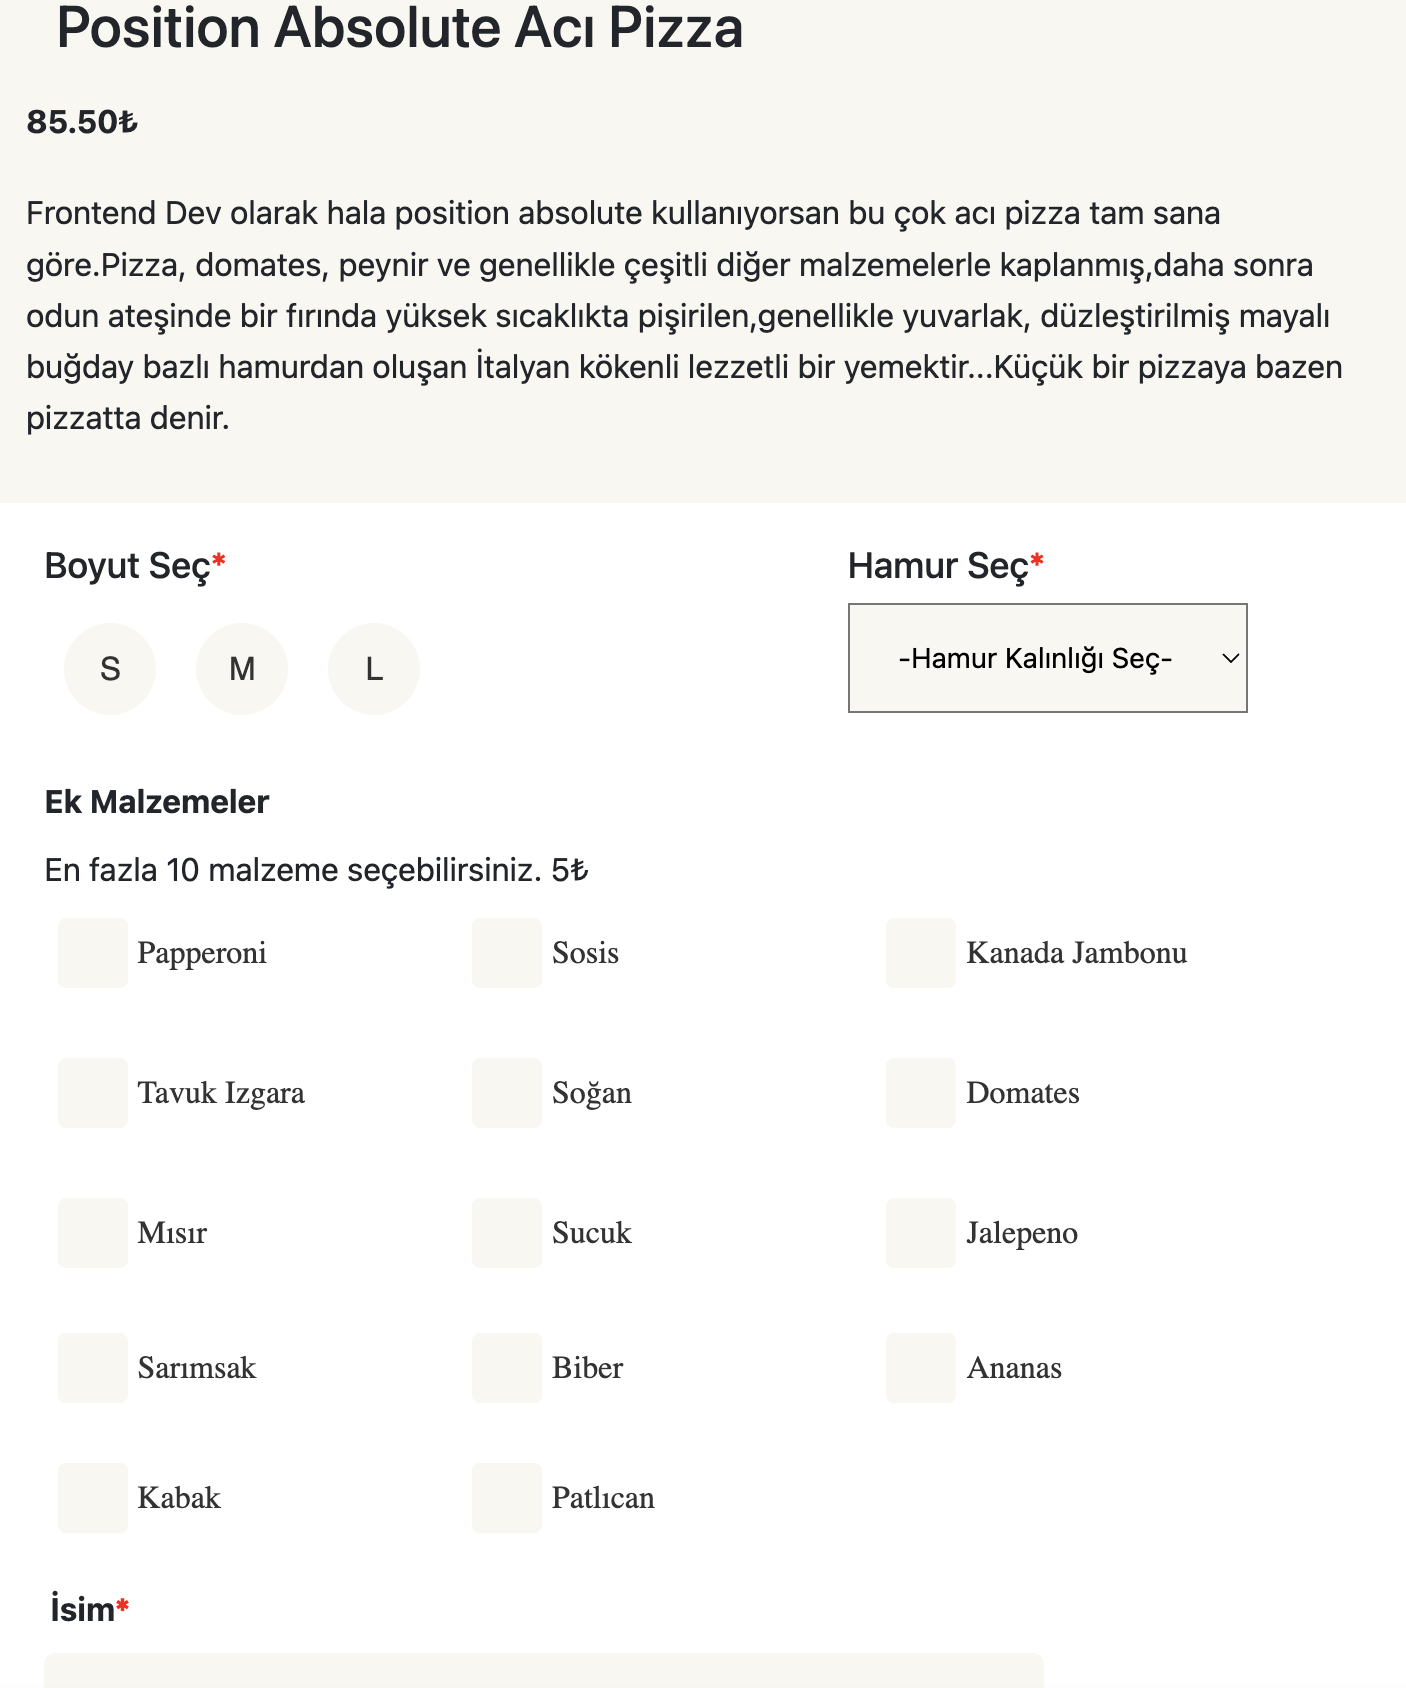 Position Absolute Acı Pizza
85.50₺
Frontend Dev olarak hala position absolute kullanıyorsan bu çok acı pizza tam sana
göre.Pizza, domates, peynir ve genellikle çeşitli diğer malzemelerle kaplanmış,daha sonra
odun ateşinde bir fırında yüksek sıcaklıkta pişirilen,genellikle yuvarlak, düzleştirilmiş mayalı
buğday bazlı hamurdan oluşan İtalyan kökenli lezzetli bir yemektir...Küçük bir pizzaya bazen
pizzatta denir.
Boyut Seç* Hamur Seç*
S M L -Hamur Kalınlığı Seç-
Ek Malzemeler
En fazla 10 malzeme seçebilirsiniz. 5₺
Papperoni Sosis Kanada Jambonu
Tavuk Izgara Soğan Domates
Mısır Sucuk Jalepeno
Sarımsak Biber Ananas
Kabak Patlıcan
İsim*